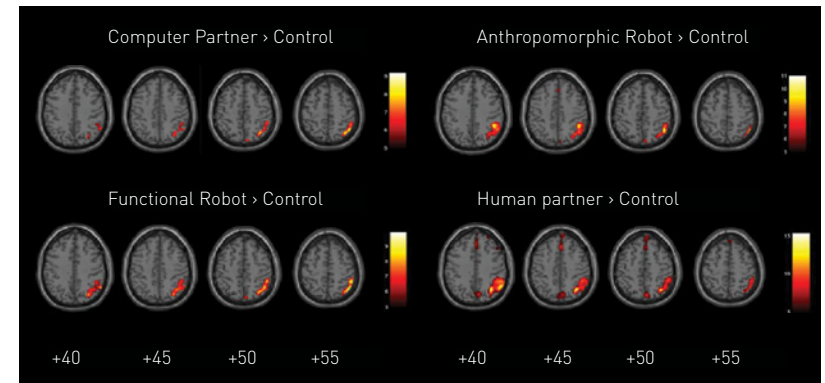 Computer Partner › Control
Anthropomorphic Robot › Control
Functional Robot › Control
Human partner › Control
+40 +45 +50 +55
+40 +45 +50 +55